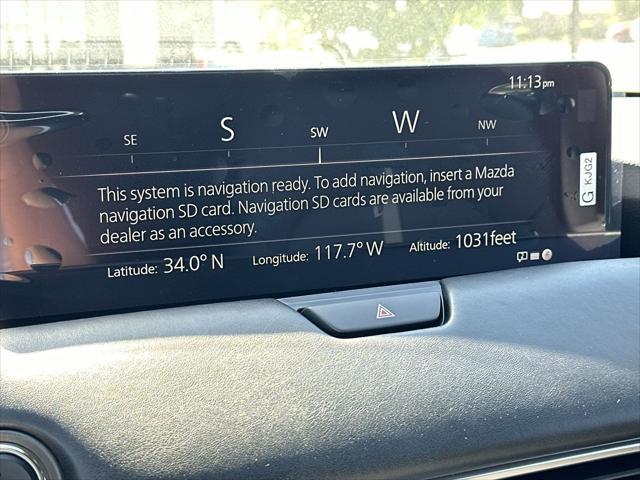 11:13pm
SE S SW W NW
This system is navigation ready. To add navigation, insert a Mazda
navigation SD card. Navigation SD cards are available from your
dealer as an accessory.
G KJG2
Latitude: 34.0° N Longitude: 117.7° W Altitude: 1031feet